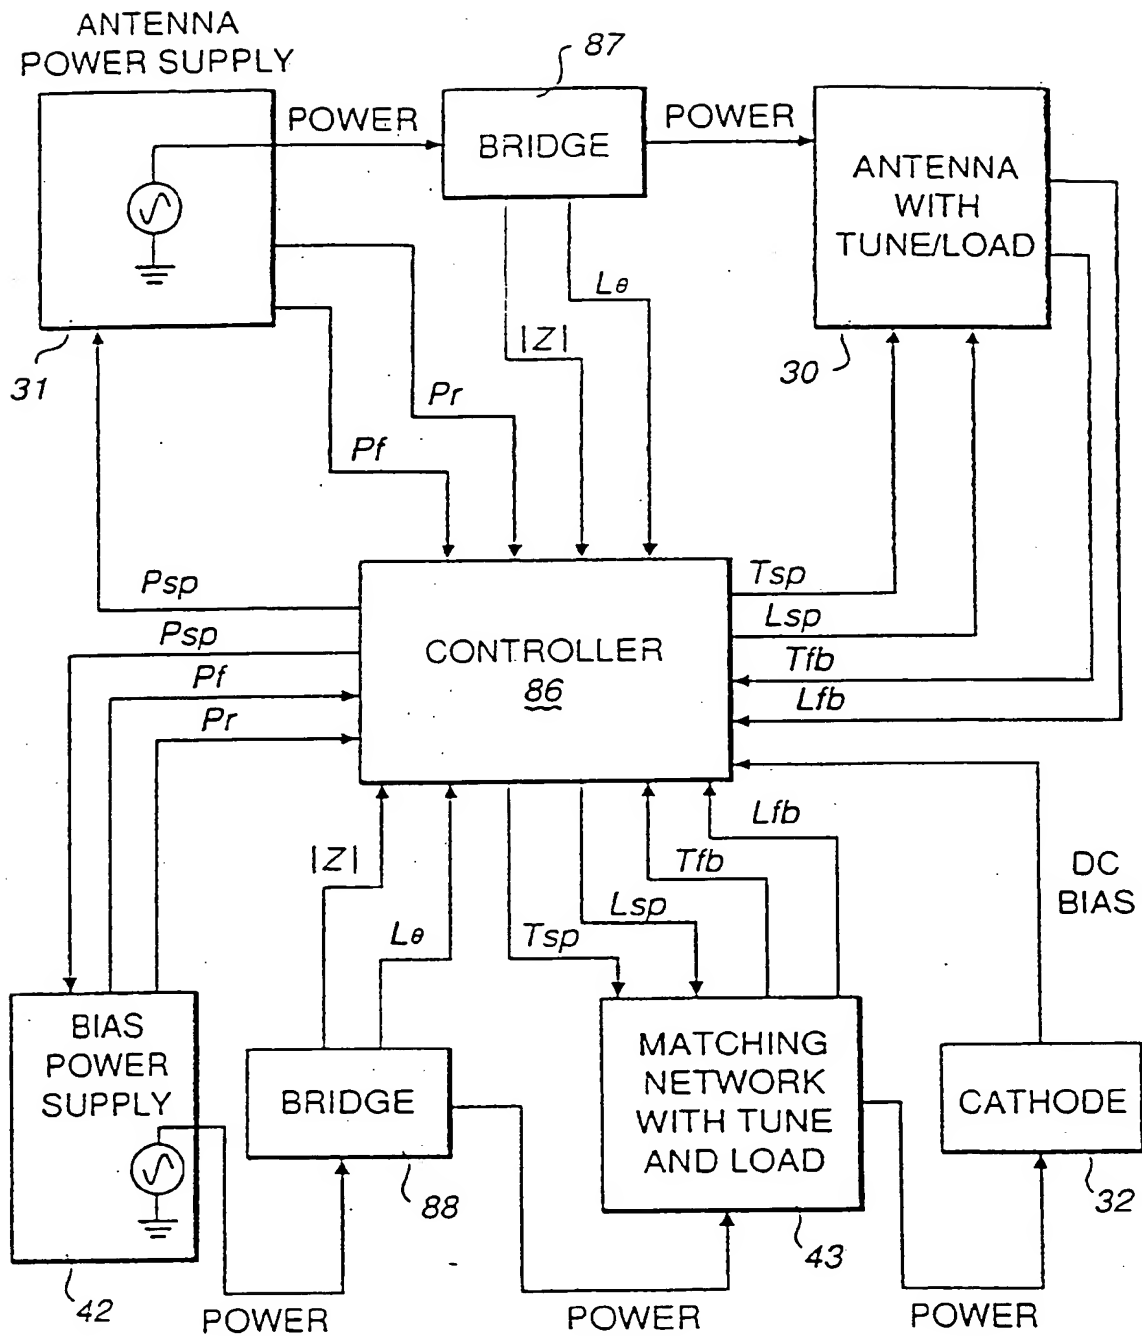 ANTENNA
POWER SUPPLY
87
POWER
BRIDGE
POWER
ANTENNA
WITH
TUNE/LOAD
Lθ
|Z|
31
30
Pr
Pf
Psp
Tsp
Psp
Lsp
CONTROLLER
86
Pf
Tfb
Pr
Lfb
|Z|
Lθ
Tsp
Lsp
Tfb
Lfb
DC
BIAS
BIAS
POWER
SUPPLY
BRIDGE
MATCHING
NETWORK
WITH TUNE
AND LOAD
CATHODE
88
32
42
43
POWER
POWER
POWER